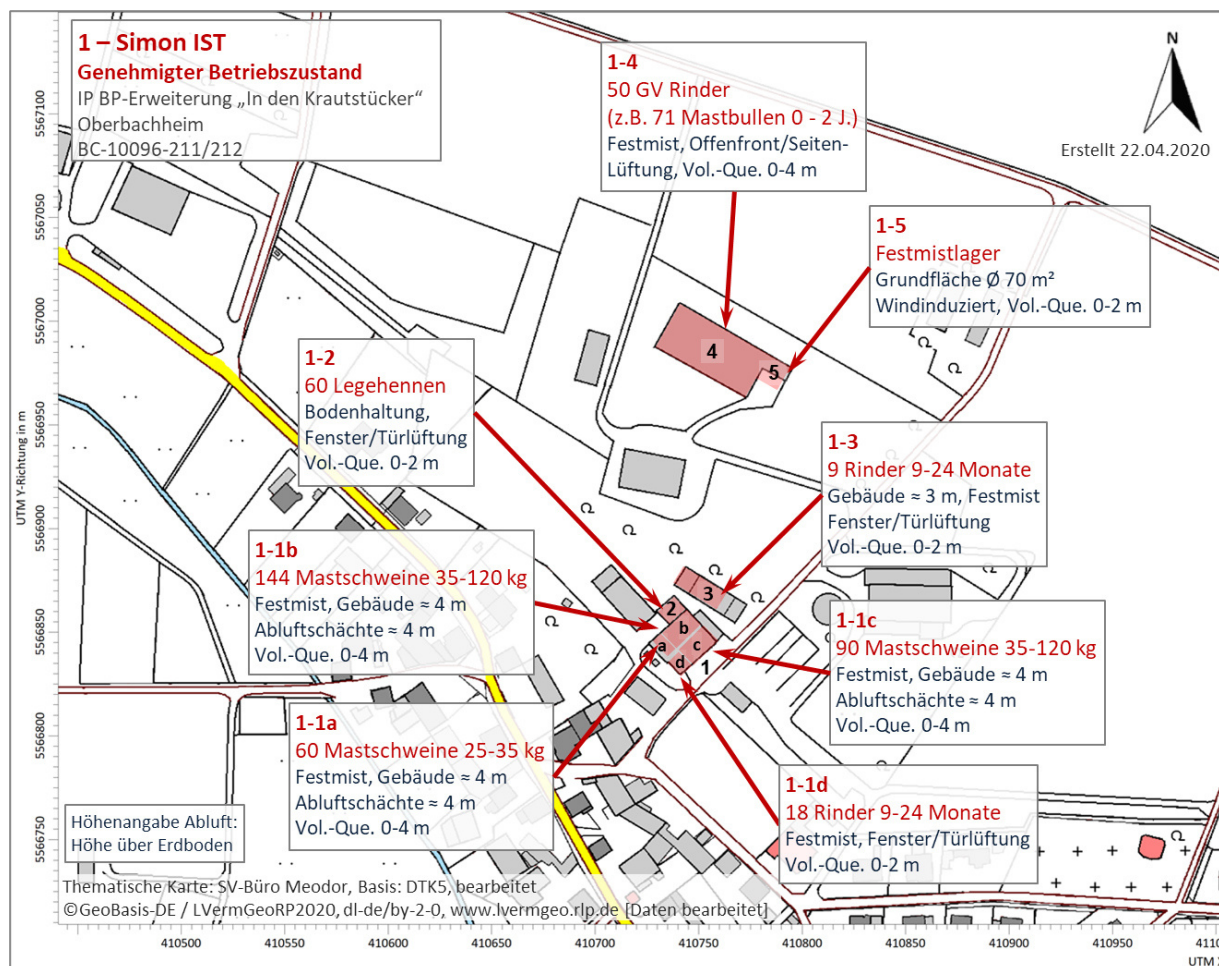 1 – Simon IST
Genehmigter Betriebszustand
IP BP-Erweiterung „In den Krautstücker“
Oberbachheim
BC-10096-211/212
1-4
50 GV Rinder
(z.B. 71 Mastbullen 0 - 2 J.)
Festmist, Offenfront/Seiten-
Lüftung, Vol.-Que. 0-4 m
N
Erstellt 22.04.2020
1-5
Festmistlager
Grundfläche Ø 70 m²
Windinduziert, Vol.-Que. 0-2 m
1-2
60 Legehennen
Bodenhaltung,
Fenster/Türlüftung
Vol.-Que. 0-2 m
4
5
1-3
9 Rinder 9-24 Monate
Gebäude ≈ 3 m, Festmist
Fenster/Türlüftung
Vol.-Que. 0-2 m
1-1b
144 Mastschweine 35-120 kg
Festmist, Gebäude ≈ 4 m
Abluftschächte ≈ 4 m
Vol.-Que. 0-4 m
3
2
b
a
c
d
1
1-1c
90 Mastschweine 35-120 kg
Festmist, Gebäude ≈ 4 m
Abluftschächte ≈ 4 m
Vol.-Que. 0-4 m
1-1a
60 Mastschweine 25-35 kg
Festmist, Gebäude ≈ 4 m
Abluftschächte ≈ 4 m
Vol.-Que. 0-4 m
1-1d
18 Rinder 9-24 Monate
Festmist, Fenster/Türlüftung
Vol.-Que. 0-2 m
Höhenangabe Abluft:
Höhe über Erdboden
Thematische Karte: SV-Büro Meodor, Basis: DTK5, bearbeitet
©GeoBasis-DE / LVermGeoRP2020, dl-de/by-2-0, www.lvermgeo.rlp.de [Daten bearbeitet]
UTM Y-Richtung in m
5567100
5567050
5567000
5566950
5566900
5566850
5566800
5566750
410500
410550
410600
410650
410700
410750
410800
410850
410900
410950
4110
UTM